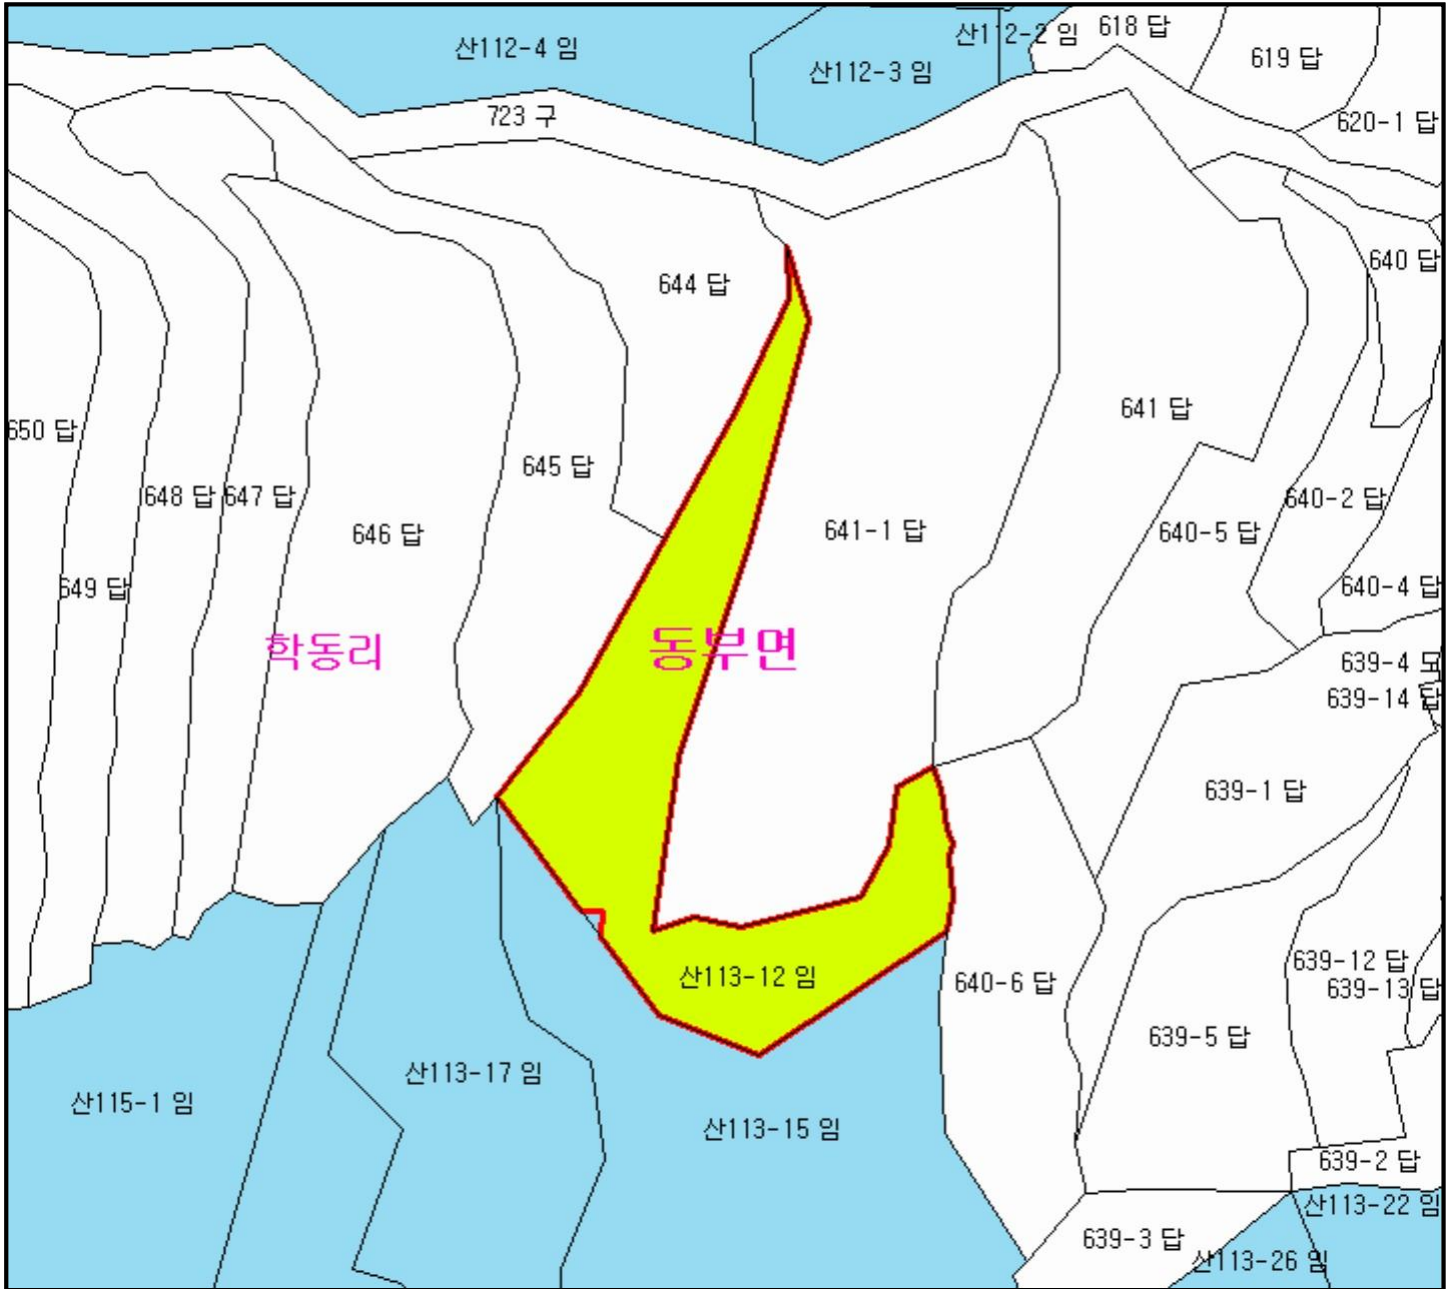 산112-4 임
산112-3 임
산112-2 임
618 답
619 답
620-1 답
723 구
644 답
640 답
650 답
641 답
645 답
648 답
647 답
646 답
641-1 답
640-5 답
640-2 답
649 답
640-4 답
학동리
동부면
639-4 도
639-14 답
639-1 답
산113-12 임
640-6 답
639-12 답
639-13 답
639-5 답
산115-1 임
산113-17 임
산113-15 임
639-2 답
산113-22 임
639-3 답
산113-26 임